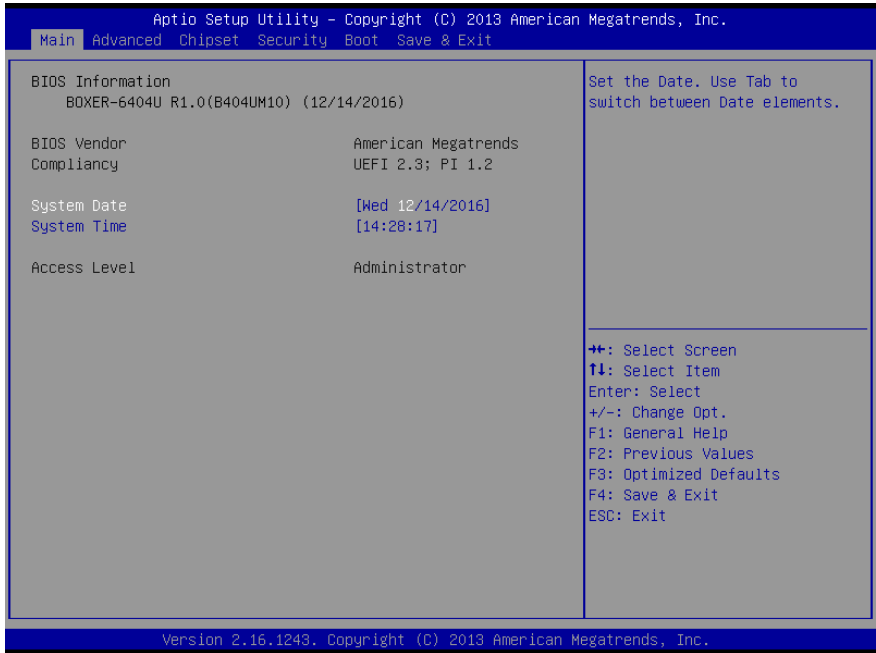 Aptio Setup Utility – Copyright (C) 2013 American Megatrends, Inc.
Main Advanced Chipset Security Boot Save & Exit
BIOS Information
BOXER-6404U R1.0(B404UM10) (12/14/2016)
BIOS Vendor American Megatrends
Compliancy UEFI 2.3; PI 1.2
System Date [Wed 12/14/2016]
System Time [14:28:17]
Access Level Administrator
Set the Date. Use Tab to
switch between Date elements.
→←: Select Screen
↑↓: Select Item
Enter: Select
+/-: Change Opt.
F1: General Help
F2: Previous Values
F3: Optimized Defaults
F4: Save & Exit
ESC: Exit
Version 2.16.1243. Copyright (C) 2013 American Megatrends, Inc.